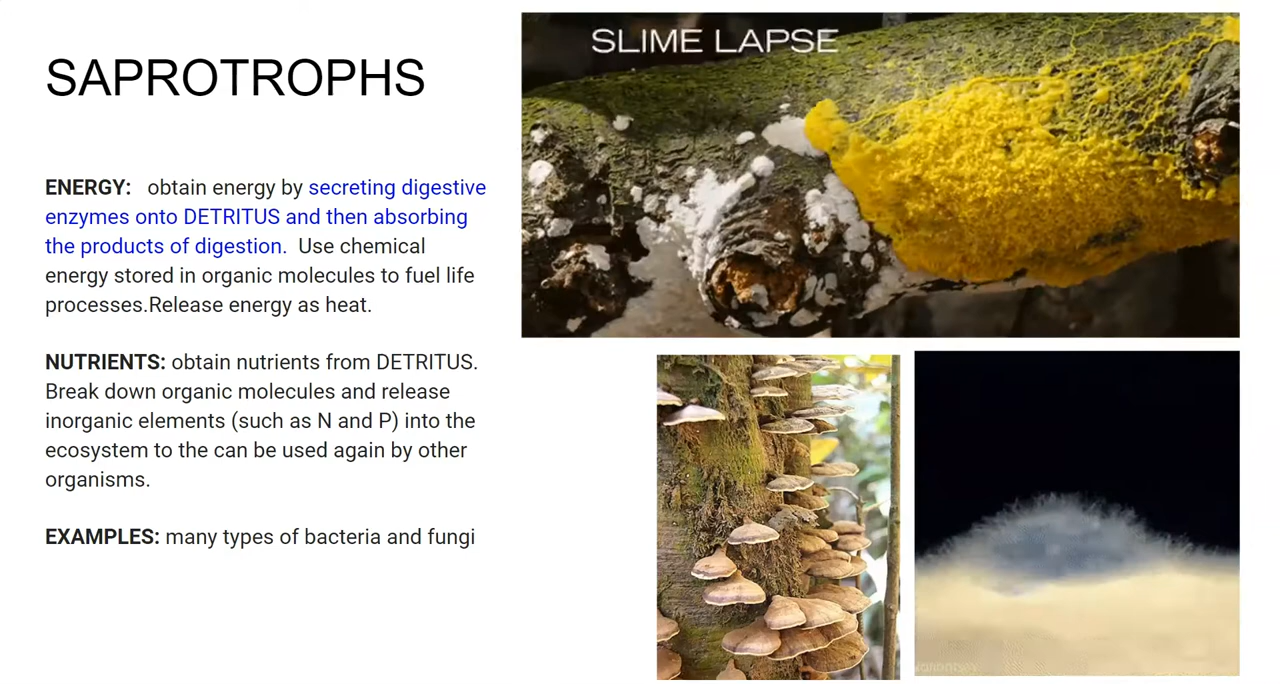 SLIME LAPSE
SAPROTROPHS
ENERGY: obtain energy by secreting digestive
enzymes onto DETRITUS and then absorbing
the products of digestion. Use chemical
energy stored in organic molecules to fuel life
processes.Release energy as heat.
NUTRIENTS: obtain nutrients from DETRITUS.
Break down organic molecules and release
inorganic elements (such as N and P) into the
ecosystem to the can be used again by other
organisms.
EXAMPLES: many types of bacteria and fungi